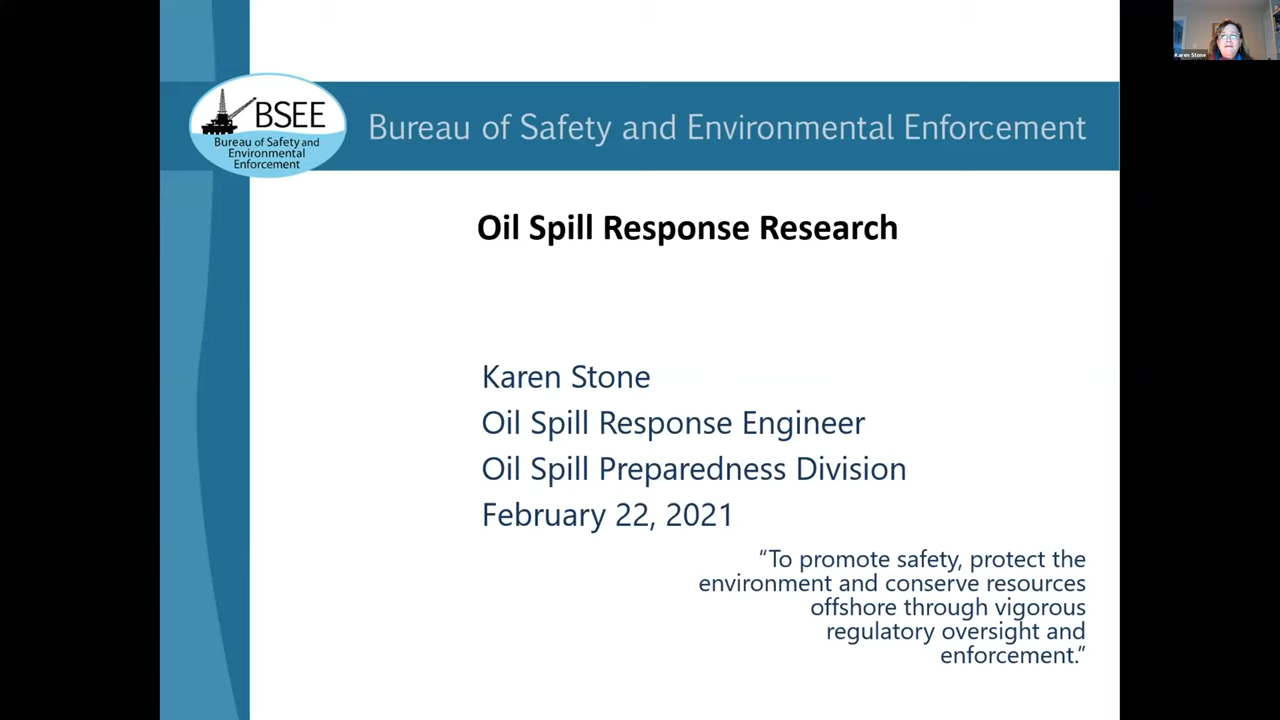 Karen Stone
BSEE
Bureau of Safety and
Environmental
Enforcement
Bureau of Safety and Environmental Enforcement
Oil Spill Response Research
Karen Stone
Oil Spill Response Engineer
Oil Spill Preparedness Division
February 22, 2021
“To promote safety, protect the
environment and conserve resources
offshore through vigorous
regulatory oversight and
enforcement.”